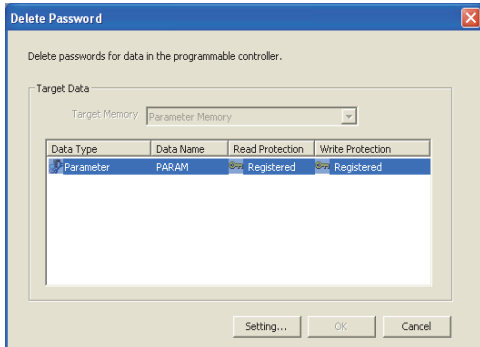 Delete Password
Delete passwords for data in the programmable controller.
Target Data
Target Memory Parameter Memory
Data Type Data Name Read Protection Write Protection
Parameter PARAM Registered Registered
Setting... OK Cancel